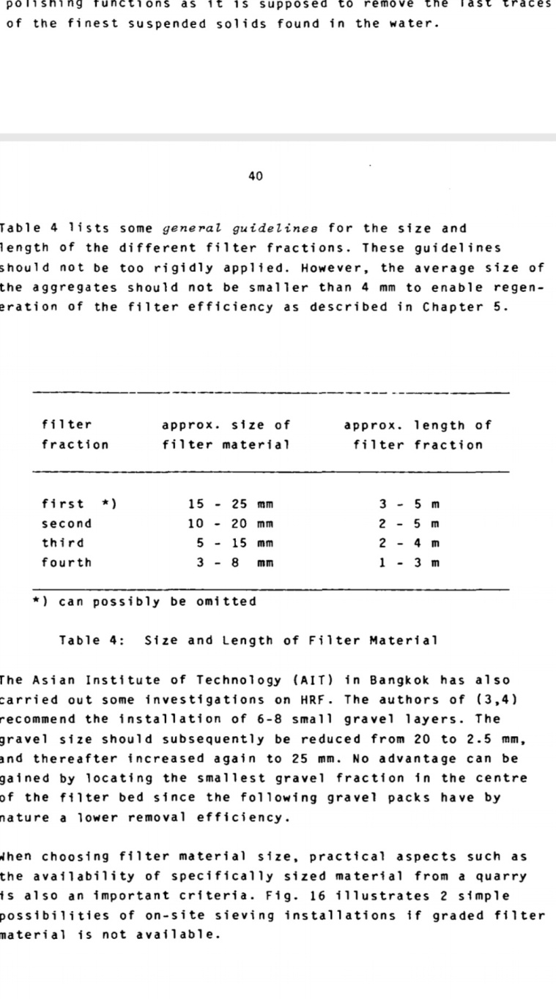 polishing functions as it is supposed to remove the last traces
of the finest suspended solids found in the water.
40
Table 4 lists some general guidelines for the size and
length of the different filter fractions. These guidelines
should not be too rigidly applied. However, the average size of
the aggregates should not be smaller than 4 mm to enable regen-
eration of the filter efficiency as described in Chapter 5.
filter approx. size of approx. length of
fraction filter material filter fraction
first *) 15 - 25 mm 3 - 5 m
second 10 - 20 mm 2 - 5 m
third 5 - 15 mm 2 - 4 m
fourth 3 - 8 mm 1 - 3 m
*) can possibly be omitted
Table 4: Size and Length of Filter Material
The Asian Institute of Technology (AIT) in Bangkok has also
carried out some investigations on HRF. The authors of (3,4)
recommend the installation of 6-8 small gravel layers. The
gravel size should subsequently be reduced from 20 to 2.5 mm,
and thereafter increased again to 25 mm. No advantage can be
gained by locating the smallest gravel fraction in the centre
of the filter bed since the following gravel packs have by
nature a lower removal efficiency.
When choosing filter material size, practical aspects such as
the availability of specifically sized material from a quarry
is also an important criteria. Fig. 16 illustrates 2 simple
possibilities of on-site sieving installations if graded filter
material is not available.